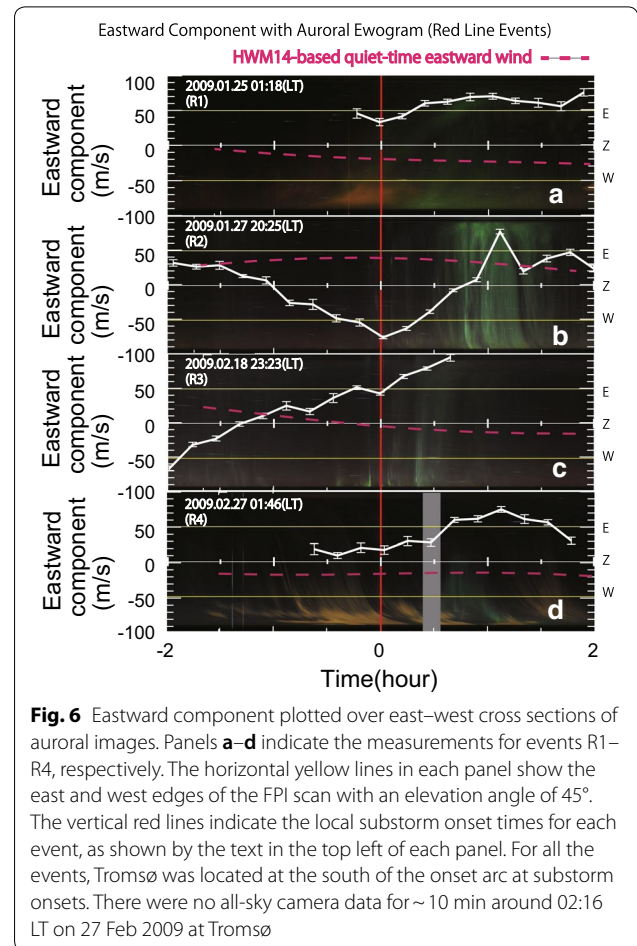 Eastward Component with Auroral Ewogram (Red Line Events)
HWM14-based quiet-time eastward wind
Eastward component (m/s)
100
50
0
-50
-100
2009.01.25 01:18(LT)
(R1)
E
Z
W
a
Eastward component (m/s)
50
0
-50
-100
2009.01.27 20:25(LT)
(R2)
E
Z
W
b
Eastward component (m/s)
50
0
-50
-100
2009.02.18 23:23(LT)
(R3)
E
Z
W
c
Eastward component (m/s)
50
0
-50
-100
2009.02.27 01:46(LT)
(R4)
E
Z
W
d
-2 0 2
Time(hour)
Fig. 6 Eastward component plotted over east–west cross sections of
auroral images. Panels a–d indicate the measurements for events R1–
R4, respectively. The horizontal yellow lines in each panel show the
east and west edges of the FPI scan with an elevation angle of 45°.
The vertical red lines indicate the local substorm onset times for each
event, as shown by the text in the top left of each panel. For all the
events, Tromsø was located at the south of the onset arc at substorm
onsets. There were no all-sky camera data for ~ 10 min around 02:16
LT on 27 Feb 2009 at Tromsø